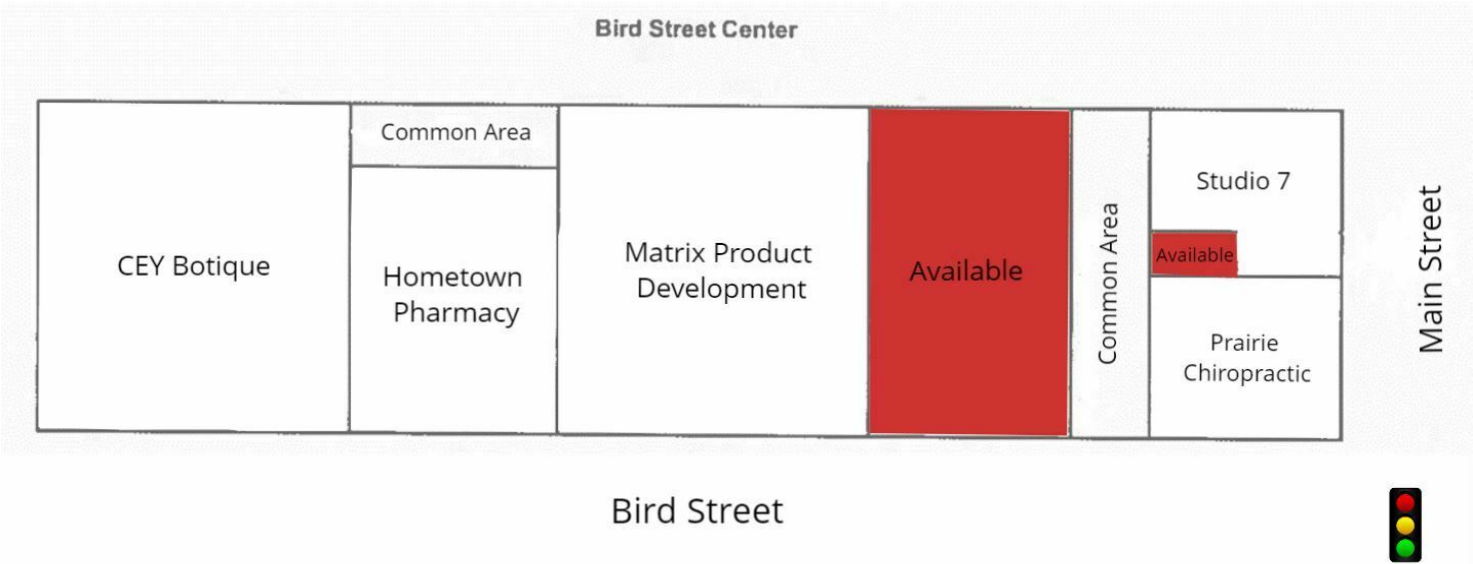 Bird Street Center
CEY Botique
Common Area
Hometown
Pharmacy
Matrix Product
Development
Available
Common Area
Studio 7
Available
Prairie
Chiropractic
Main Street
Bird Street